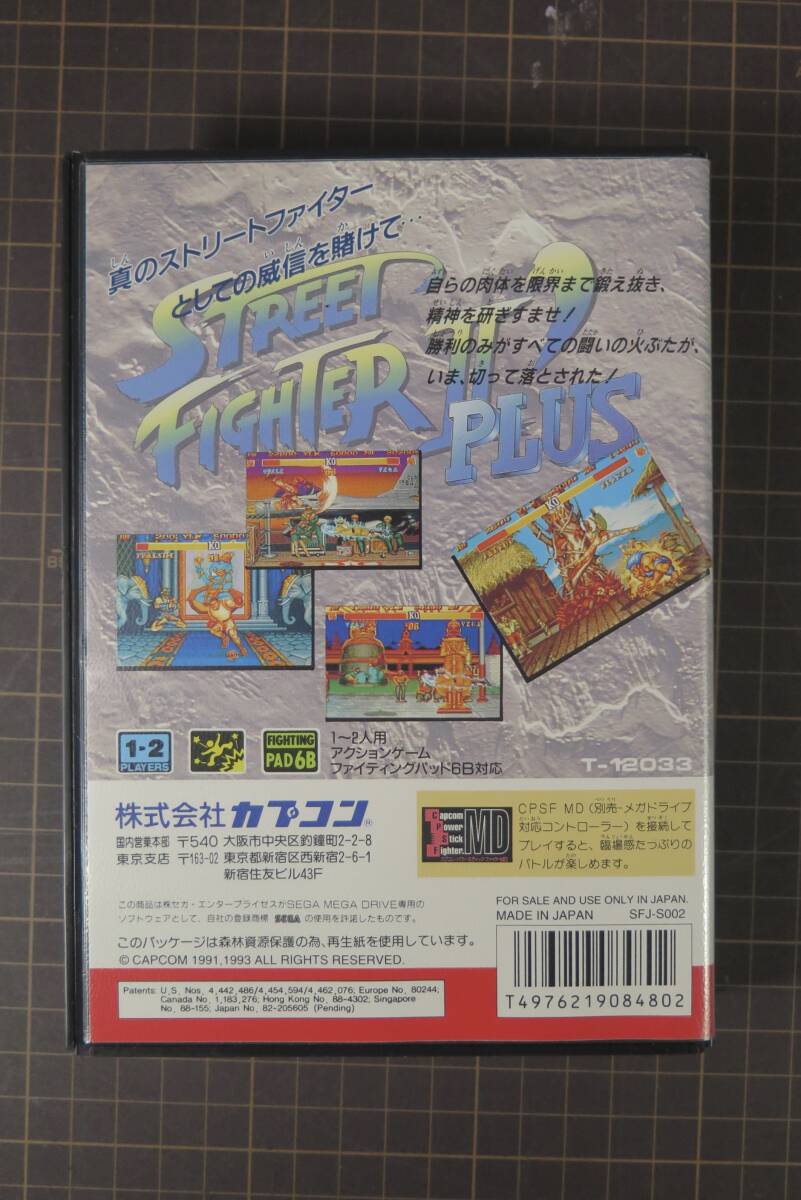 真のストリートファイター
としての威信を賭けて…
STREET
FIGHTER II'
PLUS
自らの肉体を限界まで鍛え抜き、
精神を研ぎすませ!
勝利のみがすべての闘いの火ぶたが、
いま、切って落とされた!
KO
KO
KO
KO
1-2
PLAYERS
FIGHTING
PAD 6B
1〜2人用
アクションゲーム
ファイティングパッド6B対応
T-12033
株式会社 カプコン®
国内営業本部 〒540 大阪市中央区釣鐘町2-2-8
東京支店 〒163-02 東京都新宿区西新宿2-6-1
新宿住友ビル43F
Capcom
Power
Stick
Fighter
MD
CPSF MD(別売・メガドライブ
対応コントローラー)を接続して
プレイすると、臨場感たっぷりの
バトルが楽しめます。
この商品は株セガ・エンタープライゼスがSEGA MEGA DRIVE専用の
ソフトウェアとして、自社の登録商標 SEGA の使用を許諾したものです。
FOR SALE AND USE ONLY IN JAPAN.
MADE IN JAPAN SFJ-S002
このパッケージは森林資源保護の為、再生紙を使用しています。
© CAPCOM 1991,1993 ALL RIGHTS RESERVED.
Patents: U.S. Nos. 4,442,486/4,454,594/4,462,076; Europe No. 80244;
Canada No. 1,183,276; Hong Kong No. 88-4302; Singapore
No. 88-155; Japan No. 82-205605 (Pending)
T4976219084802